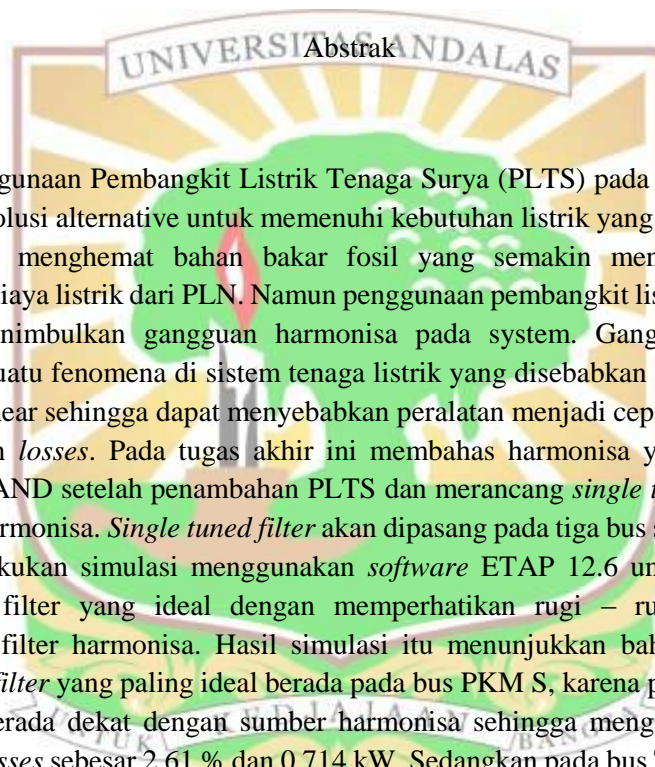 UNIVERSITAS ANDALAS
Abstrak
gunaan Pembangkit Listrik Tenaga Surya (PLTS) pada
olusi alternative untuk memenuhi kebutuhan listrik yang
menghemat bahan bakar fosil yang semakin men
iaya listrik dari PLN. Namun penggunaan pembangkit lis
nimbulkan gangguan harmonisa pada system. Gang
uatu fenomena di sistem tenaga listrik yang disebabkan
near sehingga dapat menyebabkan peralatan menjadi cep
n losses. Pada tugas akhir ini membahas harmonisa y
AND setelah penambahan PLTS dan merancang single t
armonisa. Single tuned filter akan dipasang pada tiga bus s
kukan simulasi menggunakan software ETAP 12.6 un
filter yang ideal dengan memperhatikan rugi – ru
filter harmonisa. Hasil simulasi itu menunjukkan bah
filter yang paling ideal berada pada bus PKM S, karena p
erada dekat dengan sumber harmonisa sehingga meng
UNTUK KEDJAJAAN BANGSA
osses sebesar 2,61 % dan 0,714 kW. Sedangkan pada bus